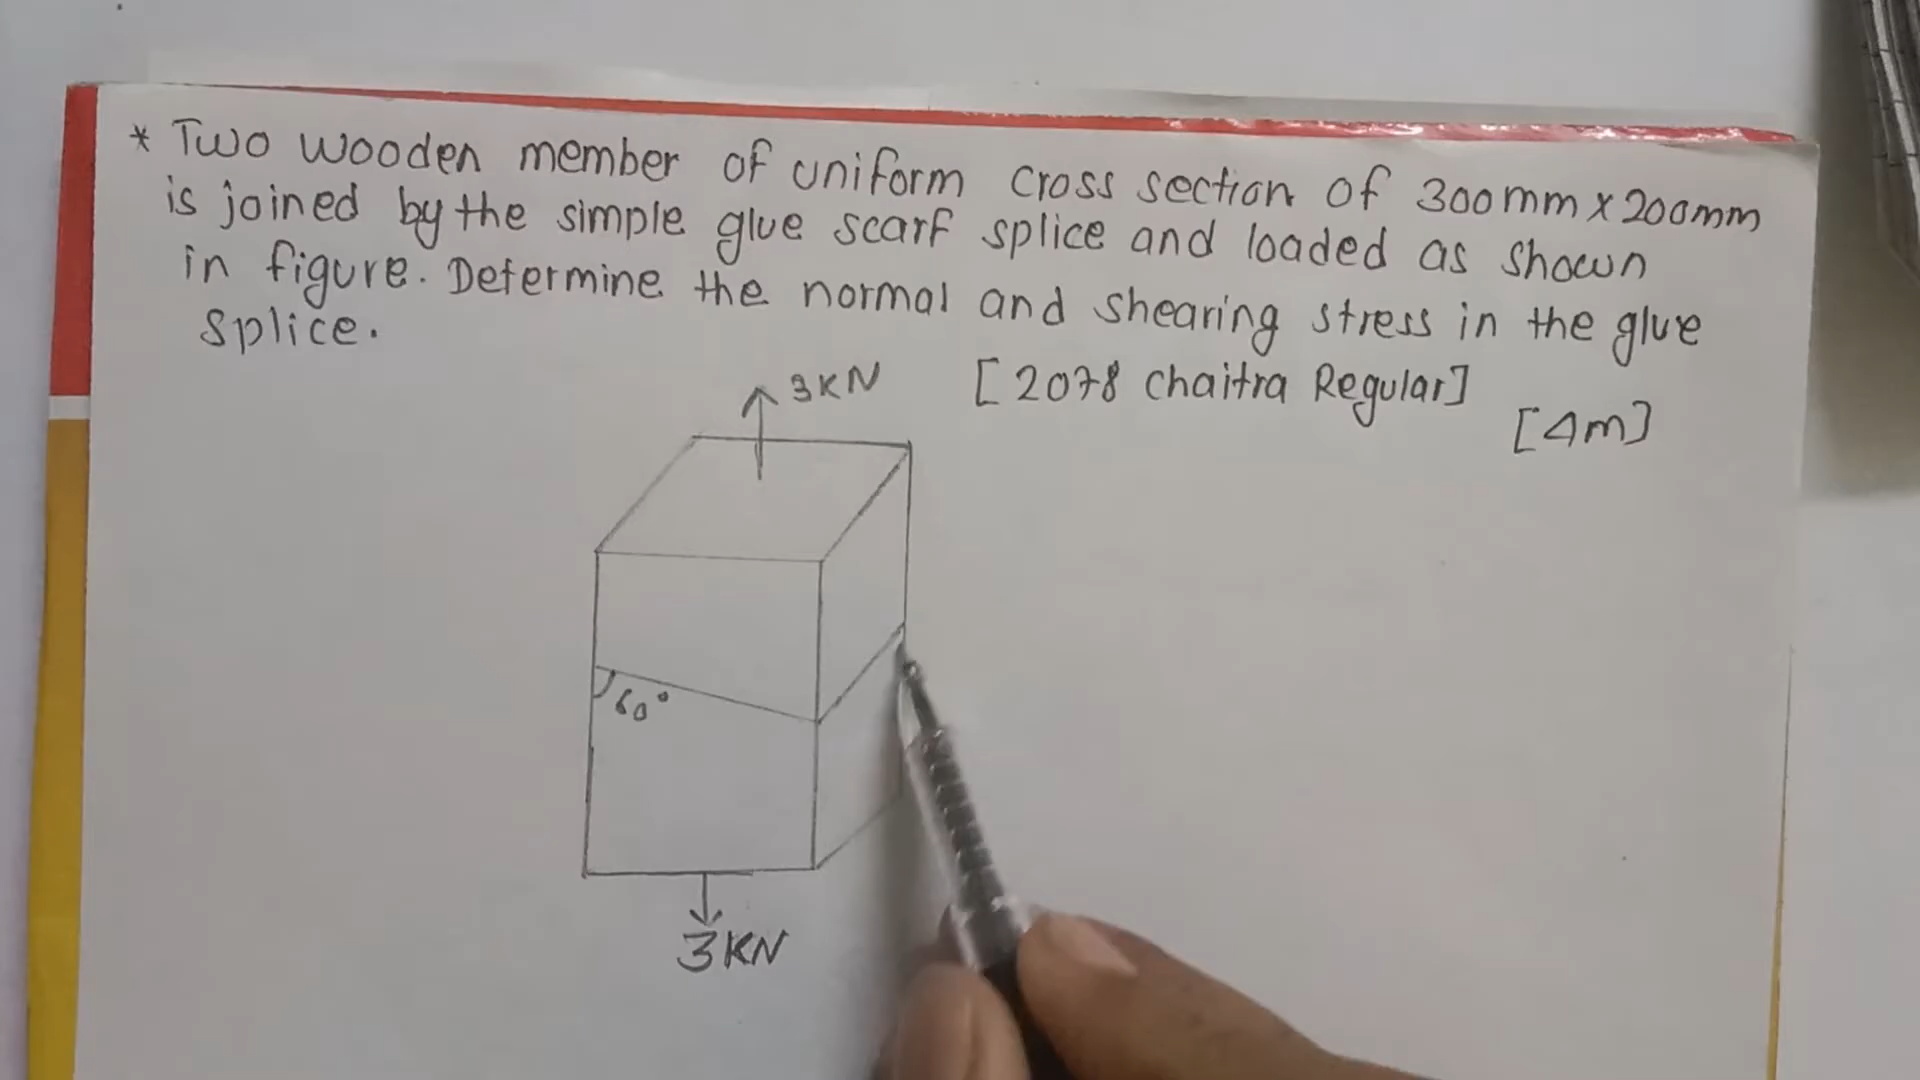 * Two wooden member of uniform cross section of 300mm x 200mm
is joined by the simple glue scarf splice and loaded as shown
in figure. Determine the normal and shearing stress in the glue
splice.
[2078 Chaitra Regular]
[4m]
3KN
60°
3KN